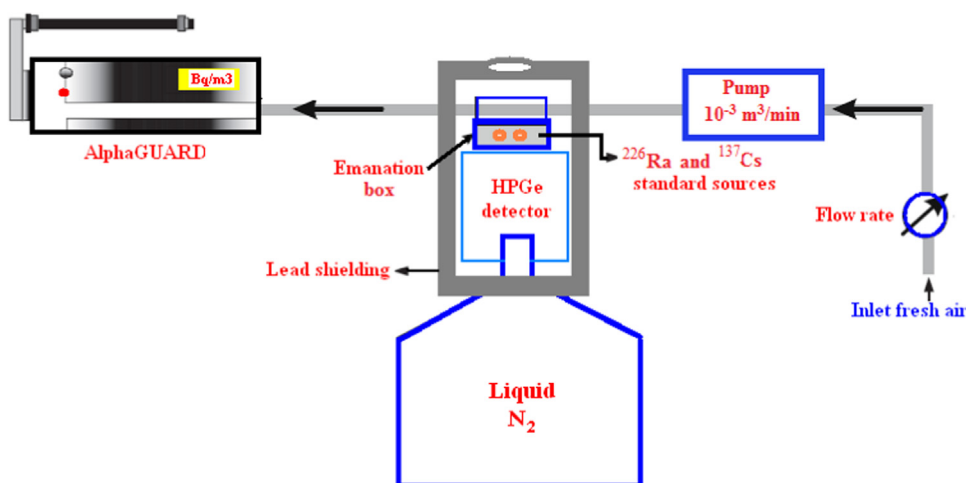 Bq/m3
AlphaGUARD
Emanation
box
HPGe
detector
Lead shielding
Liquid
N₂
²²⁶Ra and ¹³⁷Cs
standard sources
Pump
10⁻³ m³/min
Flow rate
Inlet fresh air